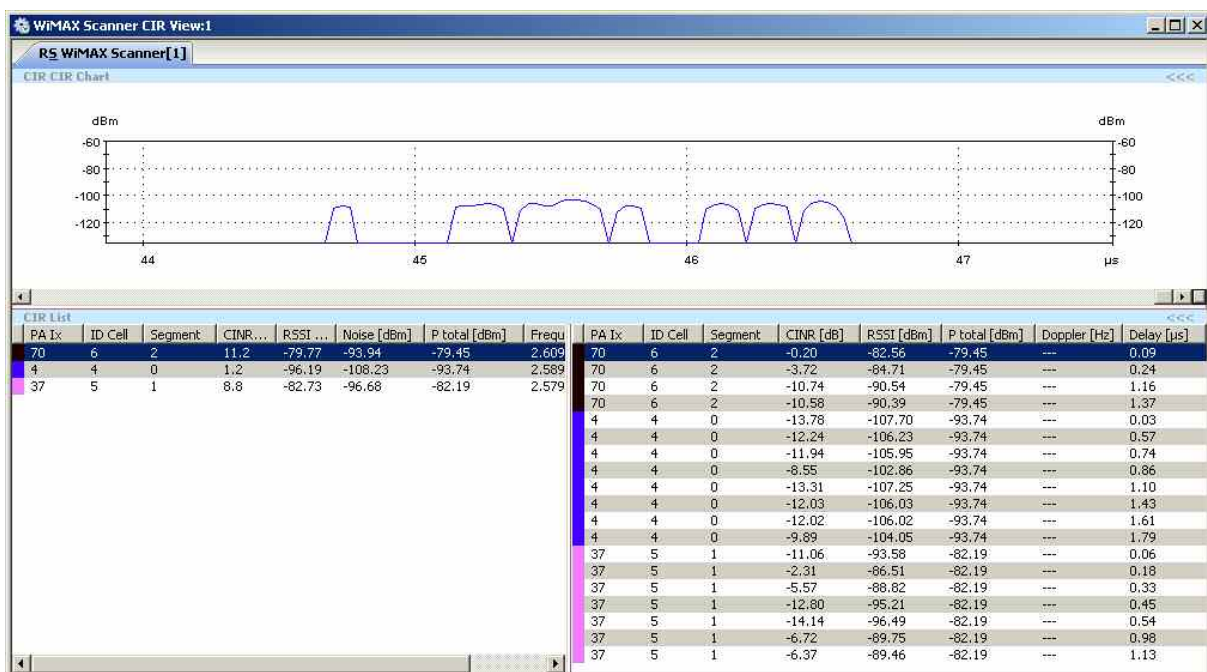 WiMAX Scanner CIR View:1
RS WiMAX Scanner[1]
CIR CIR Chart <<<
dBm dBm
-60 -60
-80 -80
-100 -100
-120 -120
44 45 46 47 µs
CIR List <<<
PA Ix ID Cell Segment CINR... RSSI ... Noise [dBm] P total [dBm] Frequ
70 6 2 11.2 -79.77 -93.94 -79.45 2.609
4 4 0 1.2 -96.19 -108.23 -93.74 2.589
37 5 1 8.8 -82.73 -96.68 -82.19 2.579
PA Ix ID Cell Segment CINR [dB] RSSI [dBm] P total [dBm] Doppler [Hz] Delay [µs]
70 6 2 -0.20 -82.56 -79.45 --- 0.09
70 6 2 -3.72 -84.71 -79.45 --- 0.24
70 6 2 -10.74 -90.54 -79.45 --- 1.16
70 6 2 -10.58 -90.39 -79.45 --- 1.37
4 4 0 -13.78 -107.70 -93.74 --- 0.03
4 4 0 -12.24 -106.23 -93.74 --- 0.57
4 4 0 -11.94 -105.95 -93.74 --- 0.74
4 4 0 -8.55 -102.86 -93.74 --- 0.86
4 4 0 -13.31 -107.25 -93.74 --- 1.10
4 4 0 -12.03 -106.03 -93.74 --- 1.43
4 4 0 -12.02 -106.02 -93.74 --- 1.61
4 4 0 -9.89 -104.05 -93.74 --- 1.79
37 5 1 -11.06 -93.58 -82.19 --- 0.06
37 5 1 -2.31 -86.51 -82.19 --- 0.18
37 5 1 -5.57 -88.82 -82.19 --- 0.33
37 5 1 -12.80 -95.21 -82.19 --- 0.45
37 5 1 -14.14 -96.49 -82.19 --- 0.54
37 5 1 -6.72 -89.75 -82.19 --- 0.98
37 5 1 -6.37 -89.46 -82.19 --- 1.13